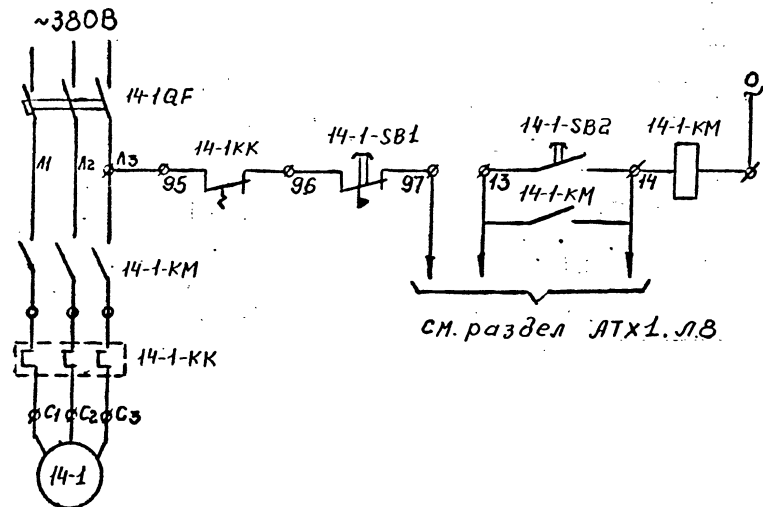 ~380В
14-1QF
14-1КК
14-1-SB1
14-1-SB2
14-1-КМ
0
Л1
Л2
Л3
95
96
97
13
14
14-1-КМ
14-1-КМ
14-1-КК
см. раздел АТХ1. л.8
С1
С2
С3
14-1